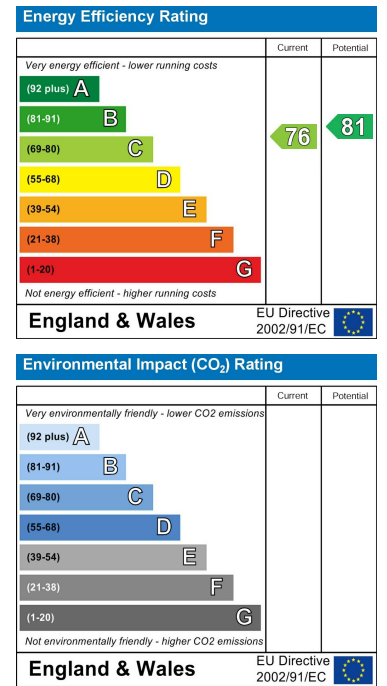 Energy Efficiency Rating
Current Potential
Very energy efficient - lower running costs
(92 plus) A
(81-91) B
(69-80) C
(55-68) D
(39-54) E
(21-38) F
(1-20) G
76
81
Not energy efficient - higher running costs
England & Wales
EU Directive
2002/91/EC
Environmental Impact (CO₂) Rating
Current Potential
Very environmentally friendly - lower CO2 emissions
(92 plus) A
(81-91) B
(69-80) C
(55-68) D
(39-54) E
(21-38) F
(1-20) G
Not environmentally friendly - higher CO2 emissions
England & Wales
EU Directive
2002/91/EC